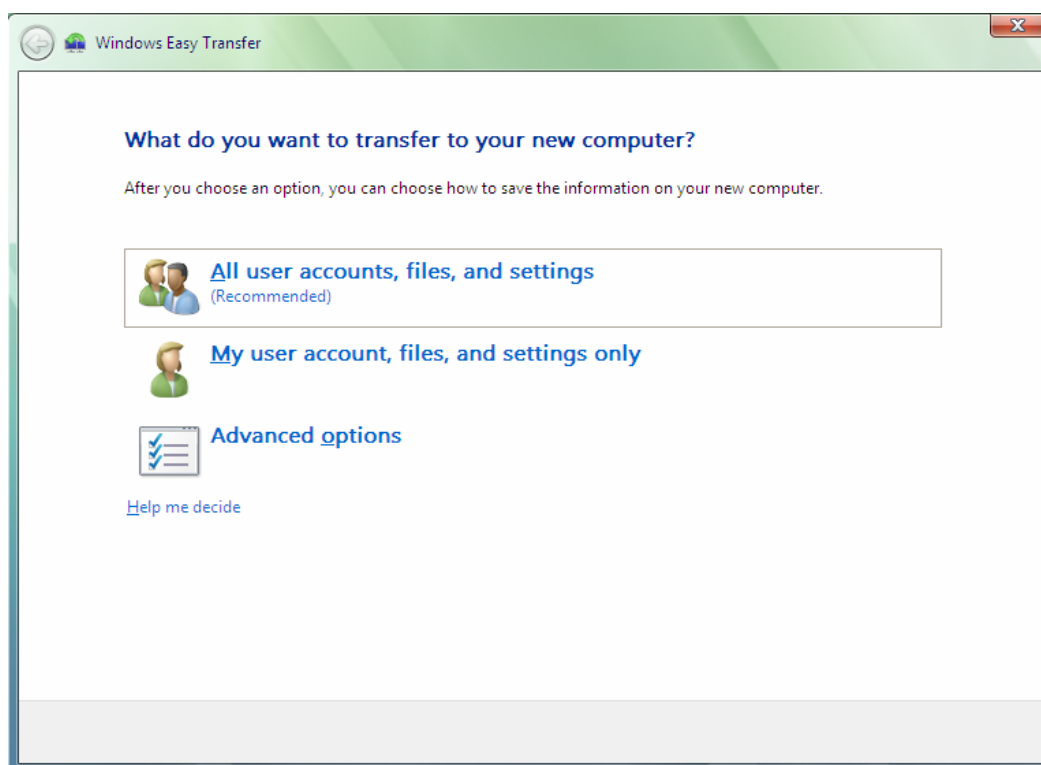 Windows Easy Transfer
What do you want to transfer to your new computer?
After you choose an option, you can choose how to save the information on your new computer.
All user accounts, files, and settings
(Recommended)
My user account, files, and settings only
Advanced options
Help me decide